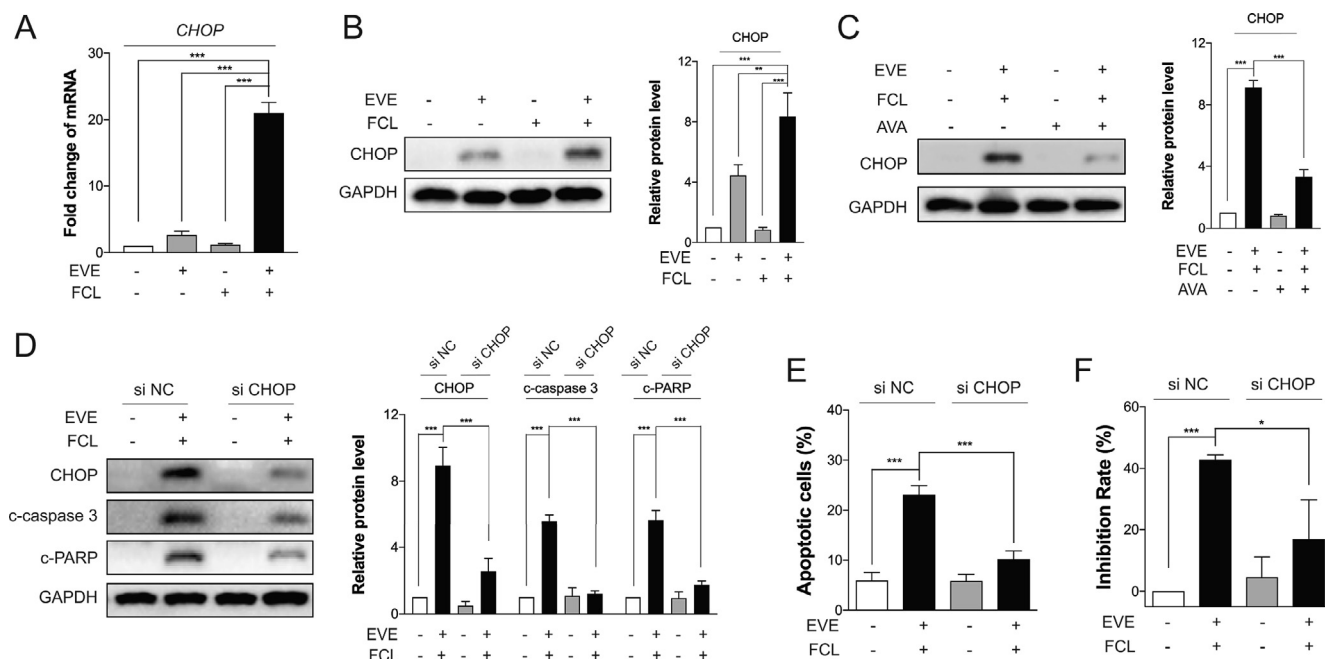 A
CHOP
***
***
***
Fold change of mRNA
30
20
10
0
EVE - + - +
FCL - - + +
B
EVE - + - +
FCL - - + +
CHOP
GAPDH
CHOP
***
**
***
Relative protein level
12
8
4
0
EVE - + - +
FCL - - + +
C
EVE - + - +
FCL - + - +
AVA - - + +
CHOP
GAPDH
CHOP
*** ***
Relative protein level
12
8
4
0
EVE - + - +
FCL - + - +
AVA - - + +
D
si NC si CHOP
EVE - + - +
FCL - + - +
CHOP
c-caspase 3
c-PARP
GAPDH
si NC si CHOP si NC si CHOP si NC si CHOP
CHOP c-caspase 3 c-PARP
*** *** *** *** *** ***
Relative protein level
12
8
4
0
EVE - + - + - + - + - + - +
FCL - + - + - + - + - + - +
E
si NC si CHOP
*** ***
Apoptotic cells (%)
40
30
20
10
0
EVE - + - +
FCL - + - +
F
si NC si CHOP
*** *
Inhibition Rate (%)
60
40
20
0
EVE - + - +
FCL - + - +